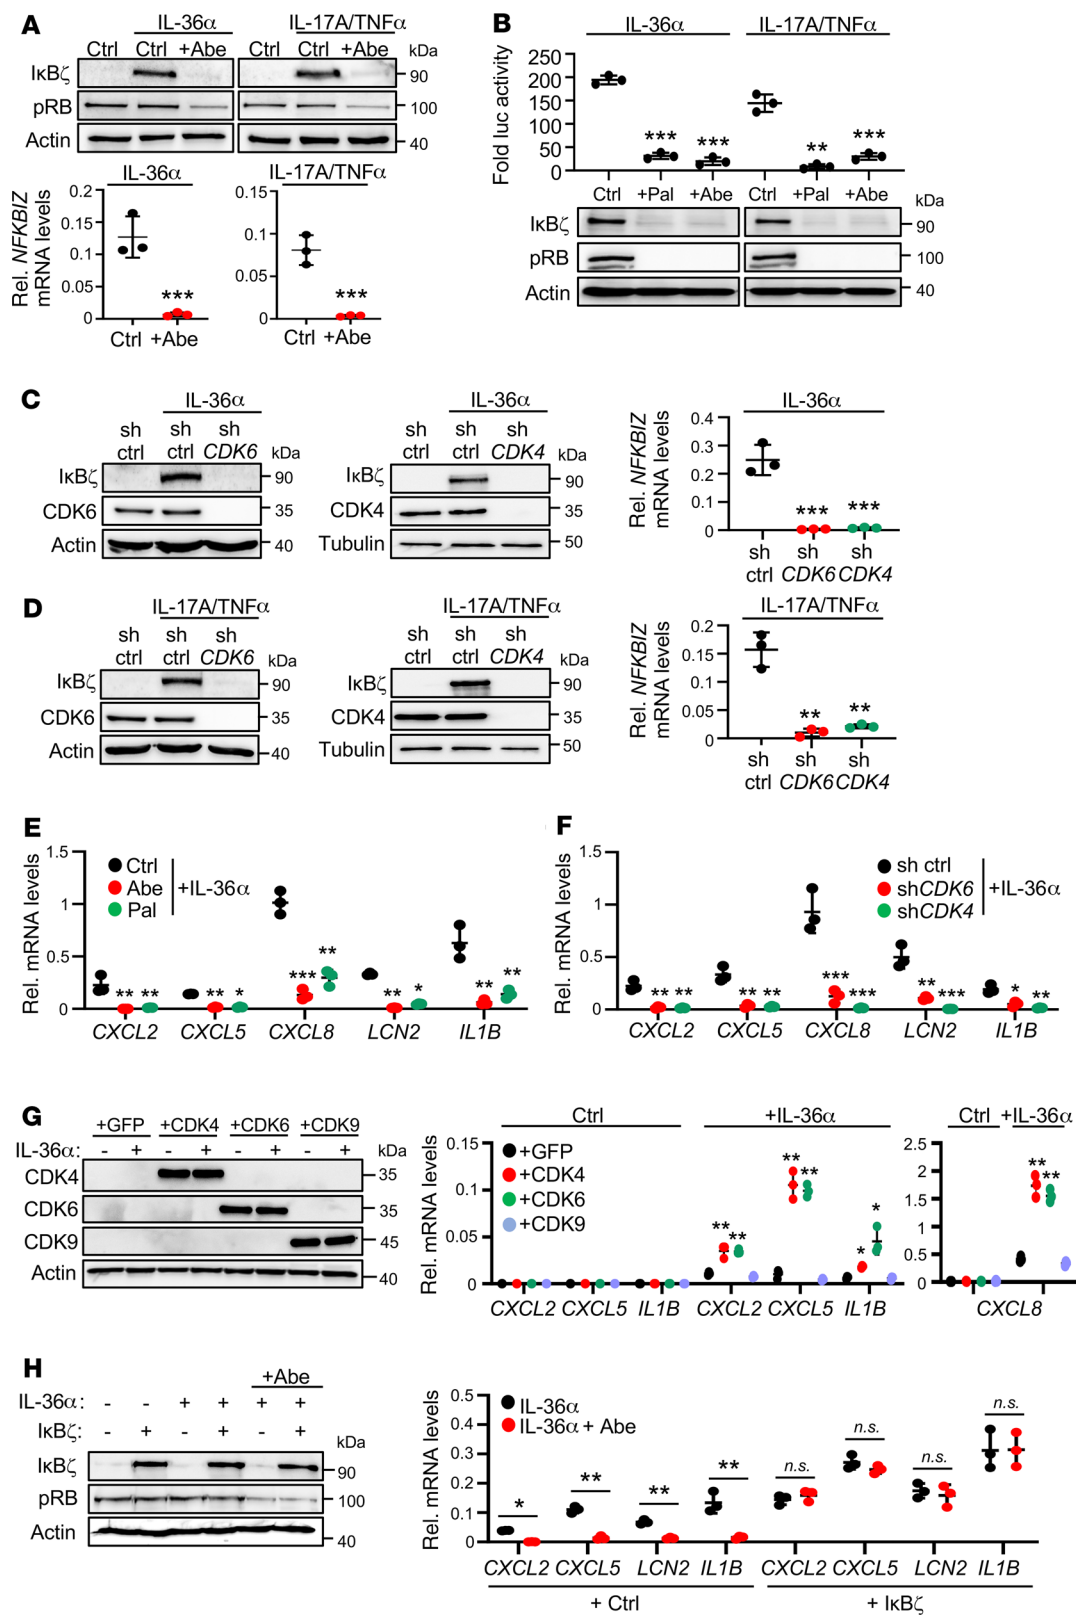 A
IL-36α IL-17A/TNFα
Ctrl Ctrl +Abe Ctrl Ctrl +Abe kDa
IκBζ 90
pRB 100
Actin 40
IL-36α IL-17A/TNFα
Rel. NFKBIZ
mRNA levels
0.2
0.15
0.1
0.05
0
***
Ctrl +Abe
0.15
0.1
0.05
0
***
Ctrl +Abe
B
IL-36α IL-17A/TNFα
Fold luc activity
250
200
150
100
50
0
*** *** ** ***
Ctrl +Pal +Abe Ctrl +Pal +Abe kDa
IκBζ 90
pRB 100
Actin 40
C
IL-36α
sh sh sh
ctrl ctrl CDK6 kDa
IκBζ 90
CDK6 35
Actin 40
IL-36α
sh sh sh
ctrl ctrl CDK4 kDa
IκBζ 90
CDK4 35
Tubulin 50
IL-36α
Rel. NFKBIZ
mRNA levels
0.4
0.3
0.2
0.1
0
*** ***
sh sh sh
ctrl CDK6 CDK4
D
IL-17A/TNFα
sh sh sh
ctrl ctrl CDK6 kDa
IκBζ 90
CDK6 35
Actin 40
IL-17A/TNFα
sh sh sh
ctrl ctrl CDK4 kDa
IκBζ 90
CDK4 35
Tubulin 50
IL-17A/TNFα
Rel. NFKBIZ
mRNA levels
0.2
0.15
0.1
0.05
0
** **
sh sh sh
ctrl CDK6 CDK4
E
Rel. mRNA levels
1.5
1
0.5
0
Ctrl
Abe +IL-36α
Pal
** ** ** * *** ** ** * ** **
CXCL2 CXCL5 CXCL8 LCN2 IL1B
F
Rel. mRNA levels
1.5
1
0.5
0
sh ctrl
shCDK6 +IL-36α
shCDK4
** ** ** ** *** *** ** *** * **
CXCL2 CXCL5 CXCL8 LCN2 IL1B
G
+GFP +CDK4 +CDK6 +CDK9
IL-36α: - + - + - + - + kDa
CDK4 35
CDK6 35
CDK9 45
Actin 40
Ctrl +IL-36α
Rel. mRNA levels
0.15
0.1
0.05
0
+GFP
+CDK4
+CDK6
+CDK9
** ** ** ** * *
CXCL2 CXCL5 IL1B CXCL2 CXCL5 IL1B
Ctrl +IL-36α
2.5
2
1.5
1
0.5
0
** **
CXCL8
H
+Abe
IL-36α: - - + + + +
IκBζ: - + - + - +
kDa
IκBζ 90
pRB 100
Actin 40
Rel. mRNA levels
0.5
0.4
0.3
0.2
0.1
0
IL-36α
IL-36α + Abe
* ** ** ** n.s. n.s. n.s. n.s.
CXCL2 CXCL5 LCN2 IL1B CXCL2 CXCL5 LCN2 IL1B
+ Ctrl + IκBζ